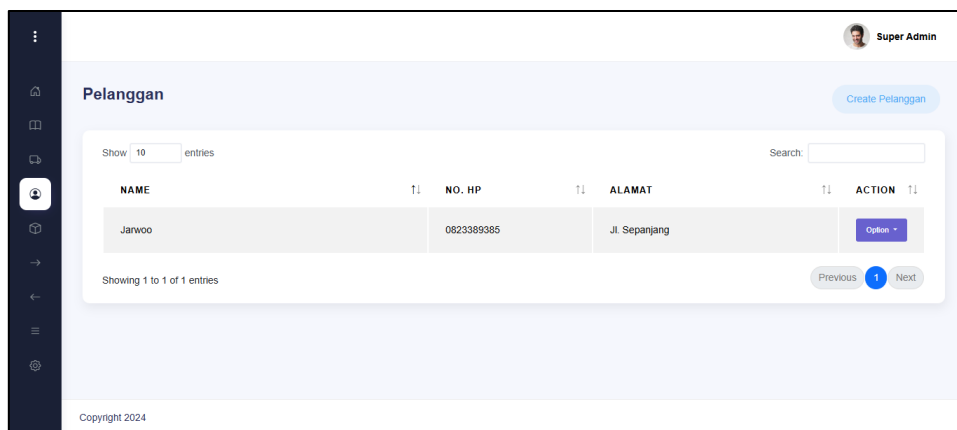 Super Admin
Pelanggan
Create Pelanggan
Show 10 entries
Search:
NAME NO. HP ALAMAT ACTION
Jarwoo 0823389385 Jl. Sepanjang Option
Showing 1 to 1 of 1 entries
Previous 1 Next
Copyright 2024